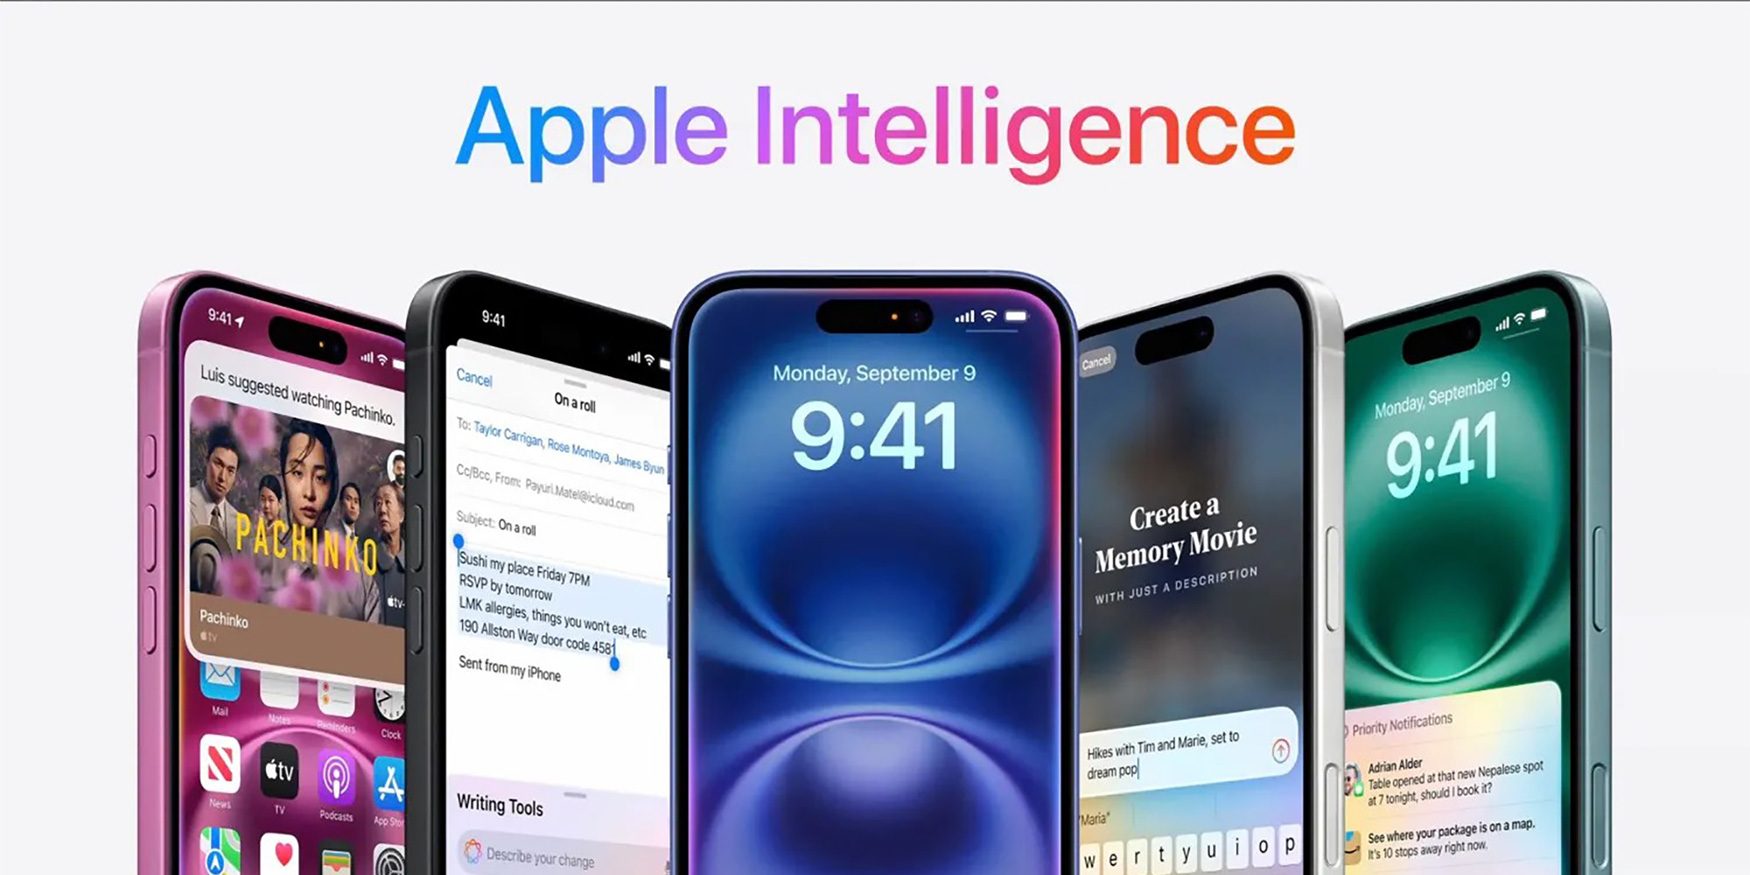 Apple Intelligence
9:41
Luis suggested watching Pachinko.
PACHINKO
tv
Pachinko
tv
Mail
Notes
Reminders
Clock
tv
News
TV
Podcasts
App Stor
9:41
Cancel
On a roll
To: Taylor Carrigan, Rose Montoya, James Byun
Cc/Bcc, From: Payuri.Matel@icloud.com
Subject: On a roll
Sushi my place Friday 7PM
RSVP by tomorrow
LMK allergies, things you won't eat, etc
190 Allston Way door code 4581
Sent from my iPhone
Writing Tools
Describe your change
Monday, September 9
9:41
Cancel
Create a
Memory Movie
WITH JUST A DESCRIPTION
Hikes with Tim and Marie, set to
dream pop
"Maria"
w e r t y u i o p
Monday, September 9
9:41
Priority Notifications
Adrian Alder
Table opened at that new Nepalese spot
at 7 tonight, should I book it?
See where your package is on a map.
It's 10 stops away right now.